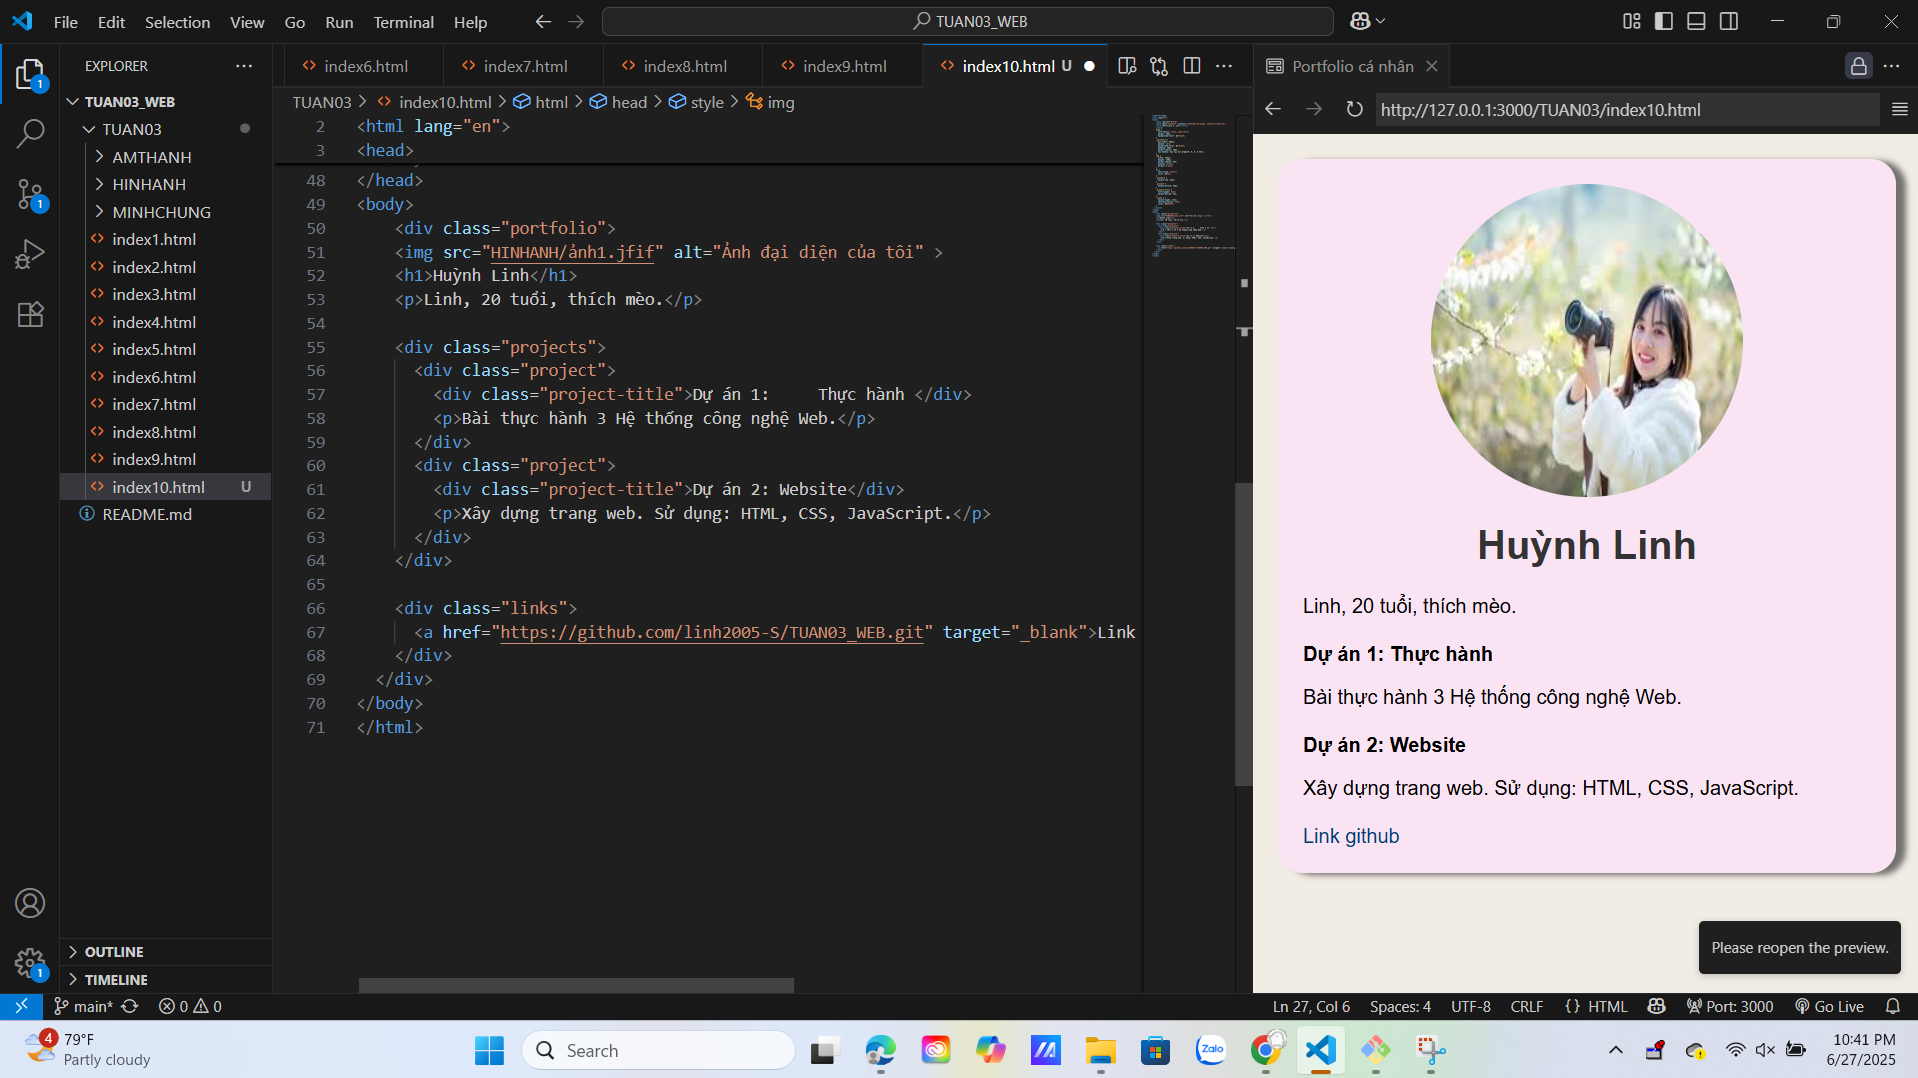 File Edit Selection View Go Run Terminal Help
TUAN03_WEB
EXPLORER
TUAN03_WEB
TUAN03
AMTHANH
HINHANH
MINHCHUNG
index1.html
index2.html
index3.html
index4.html
index5.html
index6.html
index7.html
index8.html
index9.html
index10.html U
README.md
OUTLINE
TIMELINE
index6.html index7.html index8.html index9.html index10.html U
TUAN03 > index10.html > html > head > style > img
2 <html lang="en">
3 <head>
48 </head>
49 <body>
50 <div class="portfolio">
51 <img src="HINHANH/ảnh1.jfif" alt="Ảnh đại diện của tôi" >
52 <h1>Huỳnh Linh</h1>
53 <p>Linh, 20 tuổi, thích mèo.</p>
54
55 <div class="projects">
56 <div class="project">
57 <div class="project-title">Dự án 1:     Thực hành </div>
58 <p>Bài thực hành 3 Hệ thống công nghệ Web.</p>
59 </div>
60 <div class="project">
61 <div class="project-title">Dự án 2: Website</div>
62 <p>Xây dựng trang web. Sử dụng: HTML, CSS, JavaScript.</p>
63 </div>
64 </div>
65
66 <div class="links">
67 <a href="https://github.com/linh2005-S/TUAN03_WEB.git" target="_blank">Link
68 </div>
69 </div>
70 </body>
71 </html>
Portfolio cá nhân
http://127.0.0.1:3000/TUAN03/index10.html
Huỳnh Linh
Linh, 20 tuổi, thích mèo.
Dự án 1: Thực hành
Bài thực hành 3 Hệ thống công nghệ Web.
Dự án 2: Website
Xây dựng trang web. Sử dụng: HTML, CSS, JavaScript.
Link github
Please reopen the preview.
main* 0 0
Ln 27, Col 6 Spaces: 4 UTF-8 CRLF {} HTML Port: 3000 Go Live
1
1
1
4
79°F
Partly cloudy
Search
Zalo
10:41 PM
6/27/2025